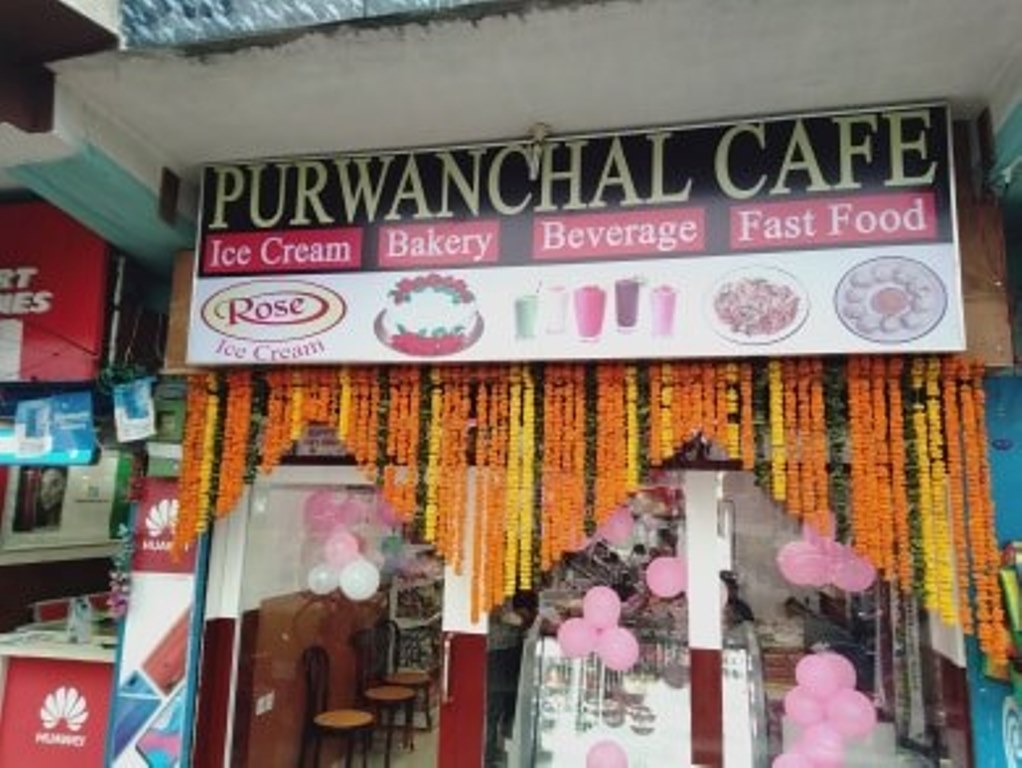 PURWANCHAL CAFE
Ice Cream Bakery Beverage Fast Food
Rose
Ice Cream
HUAWEI
HUAWEI